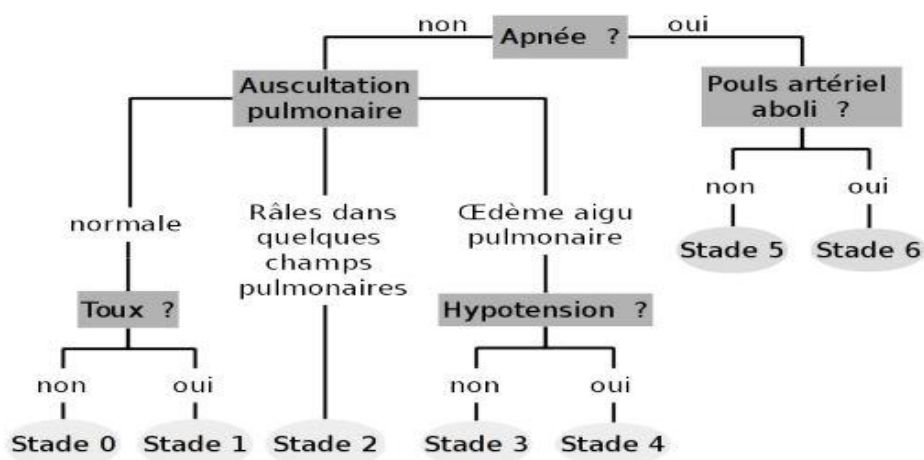 non
Apnée ?
oui
Auscultation
pulmonaire
Pouls artériel
aboli ?
normale
Râles dans
quelques
champs
pulmonaires
Œdème aigu
pulmonaire
non
oui
Stade 5
Stade 6
Toux ?
Hypotension ?
non
oui
non
oui
Stade 0
Stade 1
Stade 2
Stade 3
Stade 4